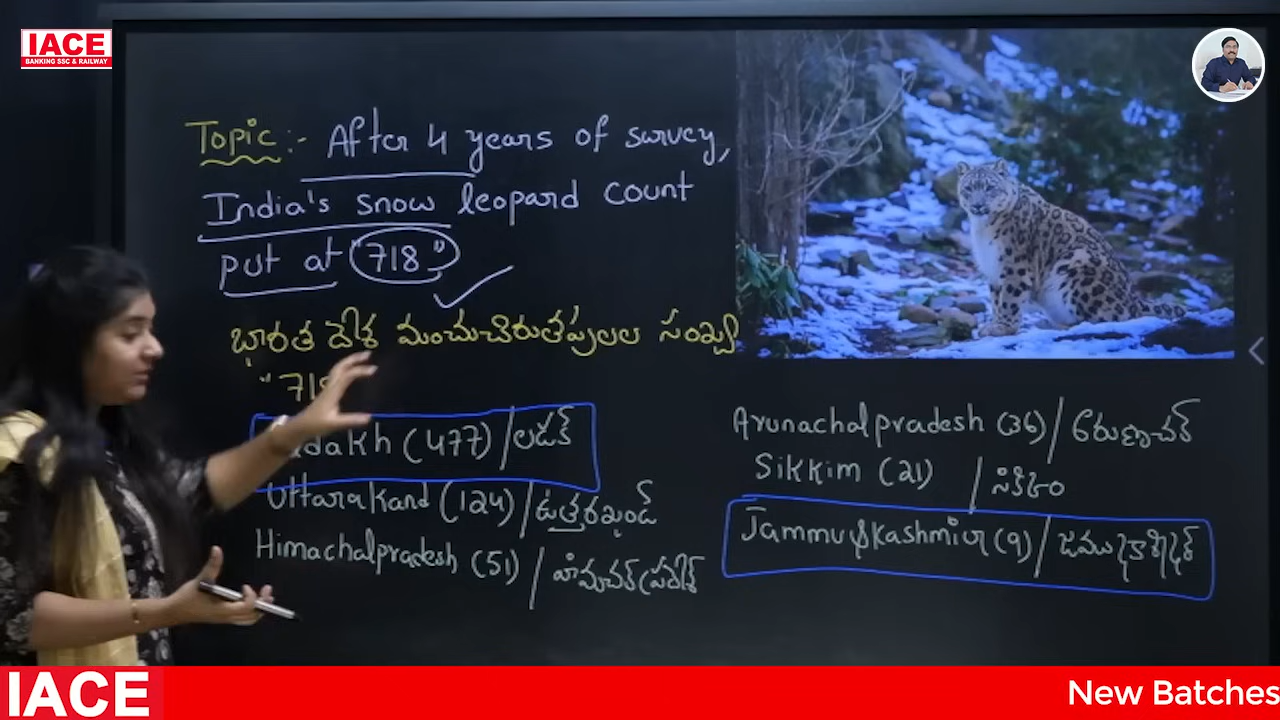 IACE
BANKING SSC & RAILWAY
Topic:- After 4 years of survey,
India's snow leopard count
put at "718"
భారత దేశ మంచుచిరుతపులల సంఖ్య
"71
dakh (477) / లడక్
Uttarakand (124) / ఉత్తరఖండ్
Himachalpradesh (51) / హిమాచల్ ప్రదేశ్
Arunachalpradesh (36) / అరుణాచల్
Sikkim (21) / సికిం
Jammu & Kashmir (9) / జమ్ముకాశ్మీర్
IACE
New Batches